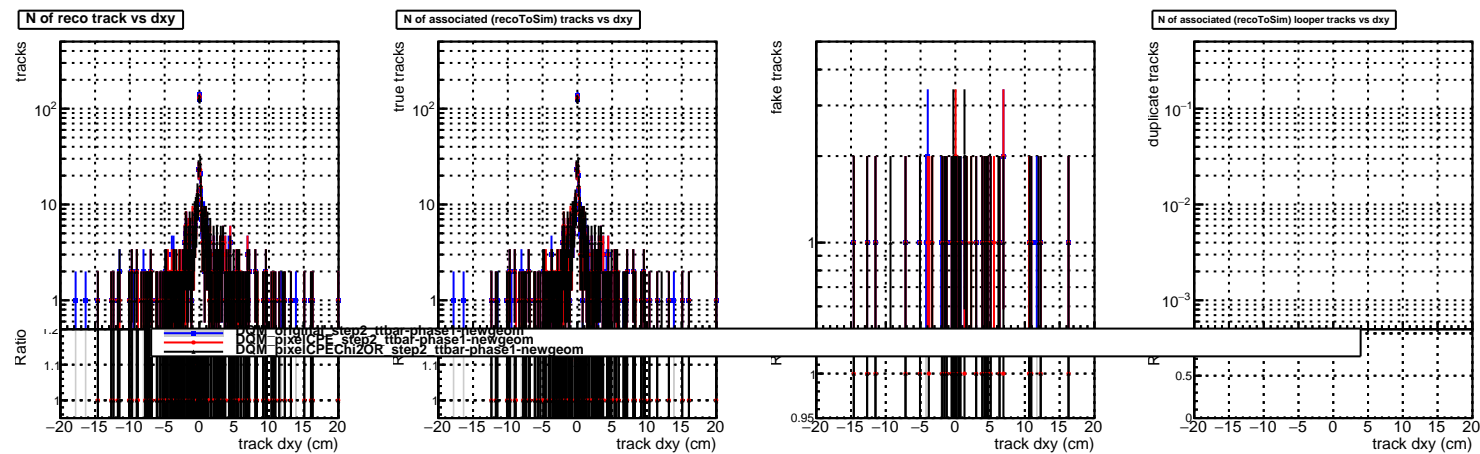 N of reco track vs dxy
tracks
10²
10
1
Ratio
1.2
1.1
1
−20 −15 −10 −5 0 5 10 15 20
track dxy (cm)
N of associated (recoToSim) tracks vs dxy
true tracks
10²
10
1
−20 −15 −10 −5 0 5 10 15 20
track dxy (cm)
fake tracks
1
1
0.95
−20 −15 −10 −5 0 5 10 15 20
track dxy (cm)
N of associated (recoToSim) looper tracks vs dxy
duplicate tracks
10⁻¹
10⁻²
10⁻³
0.5
0
−20 −15 −10 −5 0 5 10 15 20
track dxy (cm)
DQM_original_step2_ttbar-phase1-newgeom
DQM_pixelCPE_step2_ttbar-phase1-newgeom
DQM_pixelCPEChi2OR_step2_ttbar-phase1-newgeom